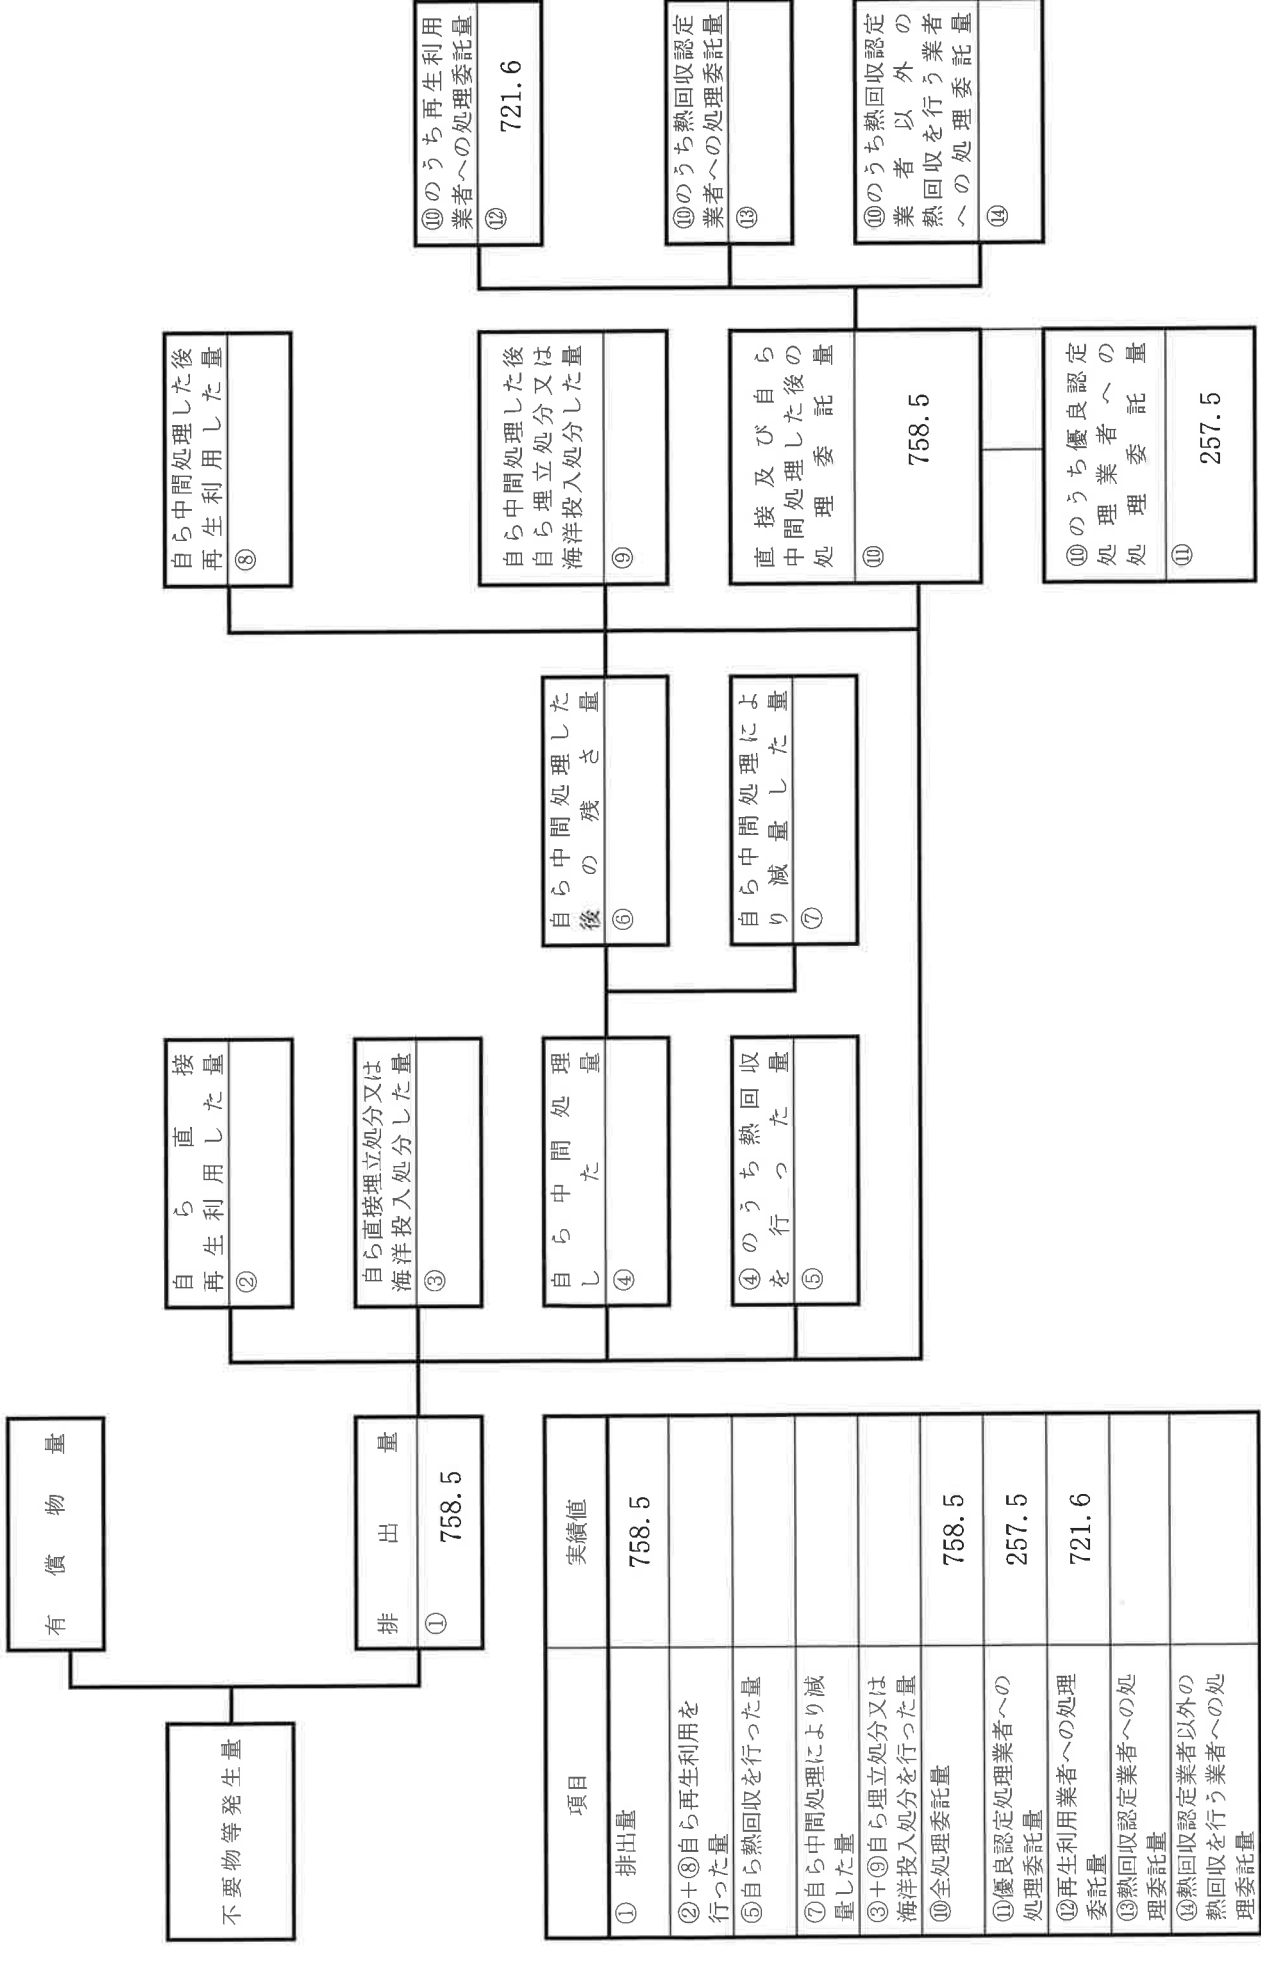 不要物等発生量
有償物量
排出量
①
758.5
自ら直接
再生利用した量
②
自ら直接埋立処分又は
海洋投入処分した量
③
自ら中間処理
した量
④
④のうち熱回収
を行った量
⑤
自ら中間処理した
後の残さ量
⑥
自ら中間処理によ
り減量した量
⑦
自ら中間処理した後
再生利用した量
⑧
自ら中間処理した後
自ら埋立処分又は
海洋投入処分した量
⑨
直接及び自ら
中間処理した後の
処理委託量
⑩
758.5
⑩のうち優良認定
処理業者への
処理委託量
⑪
257.5
⑩のうち再生利用
業者への処理委託量
⑫
721.6
⑩のうち熱回収認定
業者への処理委託量
⑬
⑩のうち熱回収認定
業者以外の
熱回収を行う業者
への処理委託量
⑭
項目 実績値
① 排出量 758.5
②+⑧自ら再生利用を
行った量
⑤自ら熱回収を行った量
⑦自ら中間処理により減
量した量
③+⑨自ら埋立処分又は
海洋投入処分を行った量
⑩全処理委託量 758.5
⑪優良認定処理業者への
処理委託量 257.5
⑫再生利用業者への処理
委託量 721.6
⑬熱回収認定業者への処
理委託量
⑭熱回収認定業者以外の
熱回収を行う業者への処
理委託量